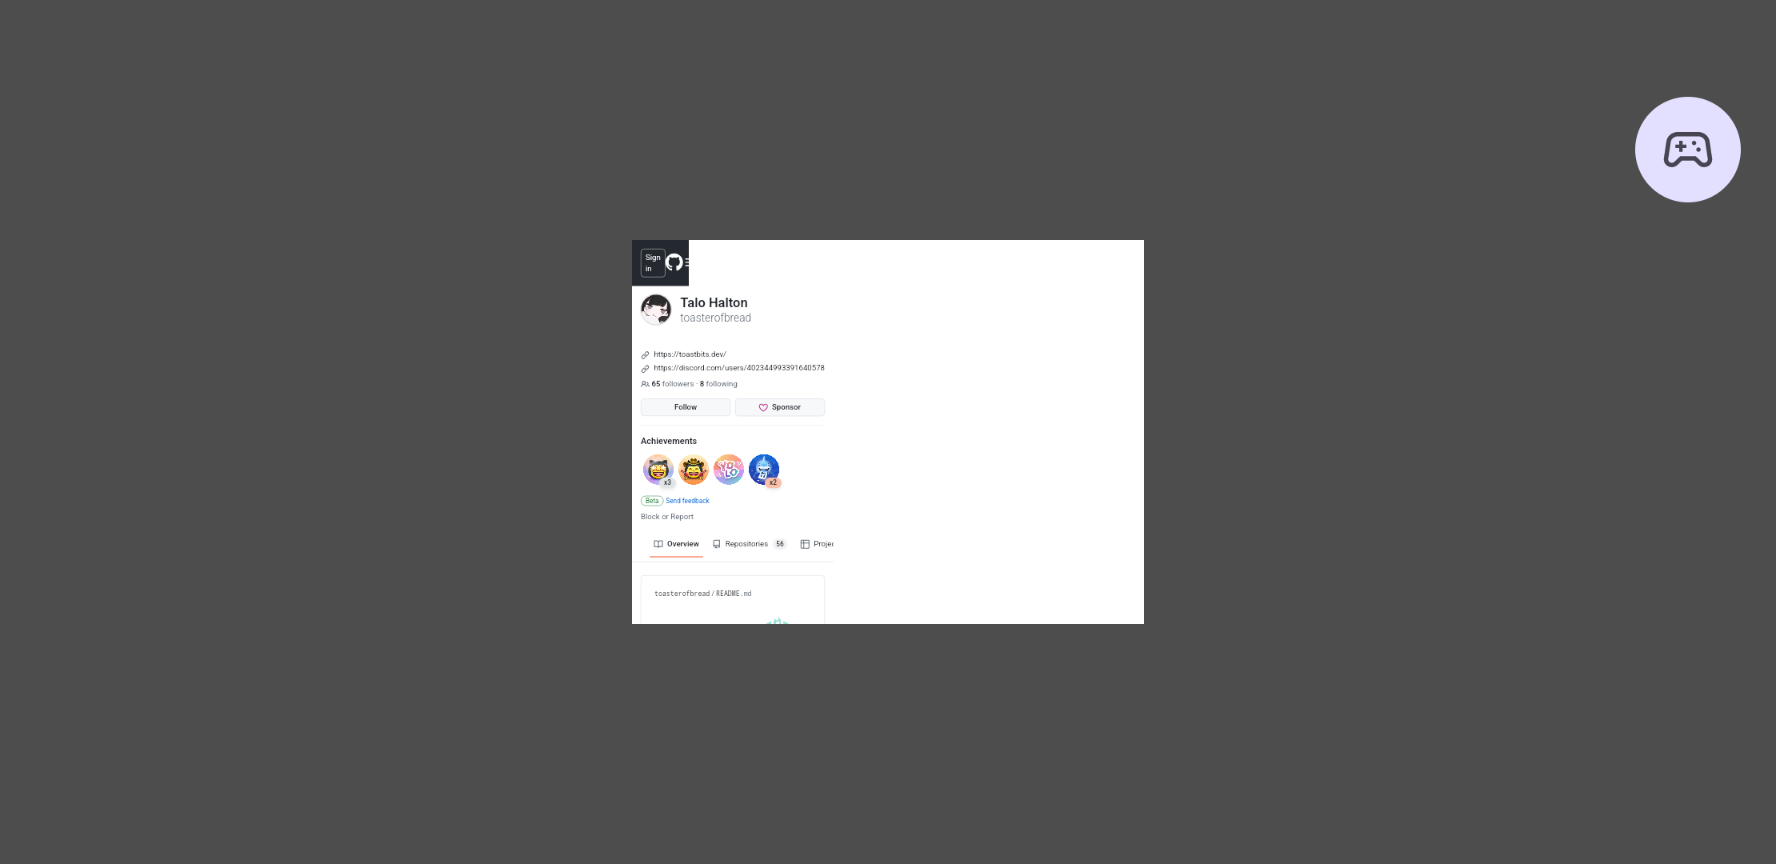 Sign
in
Talo Halton
toasterofbread
https://toastbits.dev/
https://discord.com/users/402344993391640578
65 followers · 8 following
Follow
Sponsor
Achievements
x3
YOLO
x2
Beta Send feedback
Block or Report
Overview
Repositories 56
Projec
toasterofbread/README.md